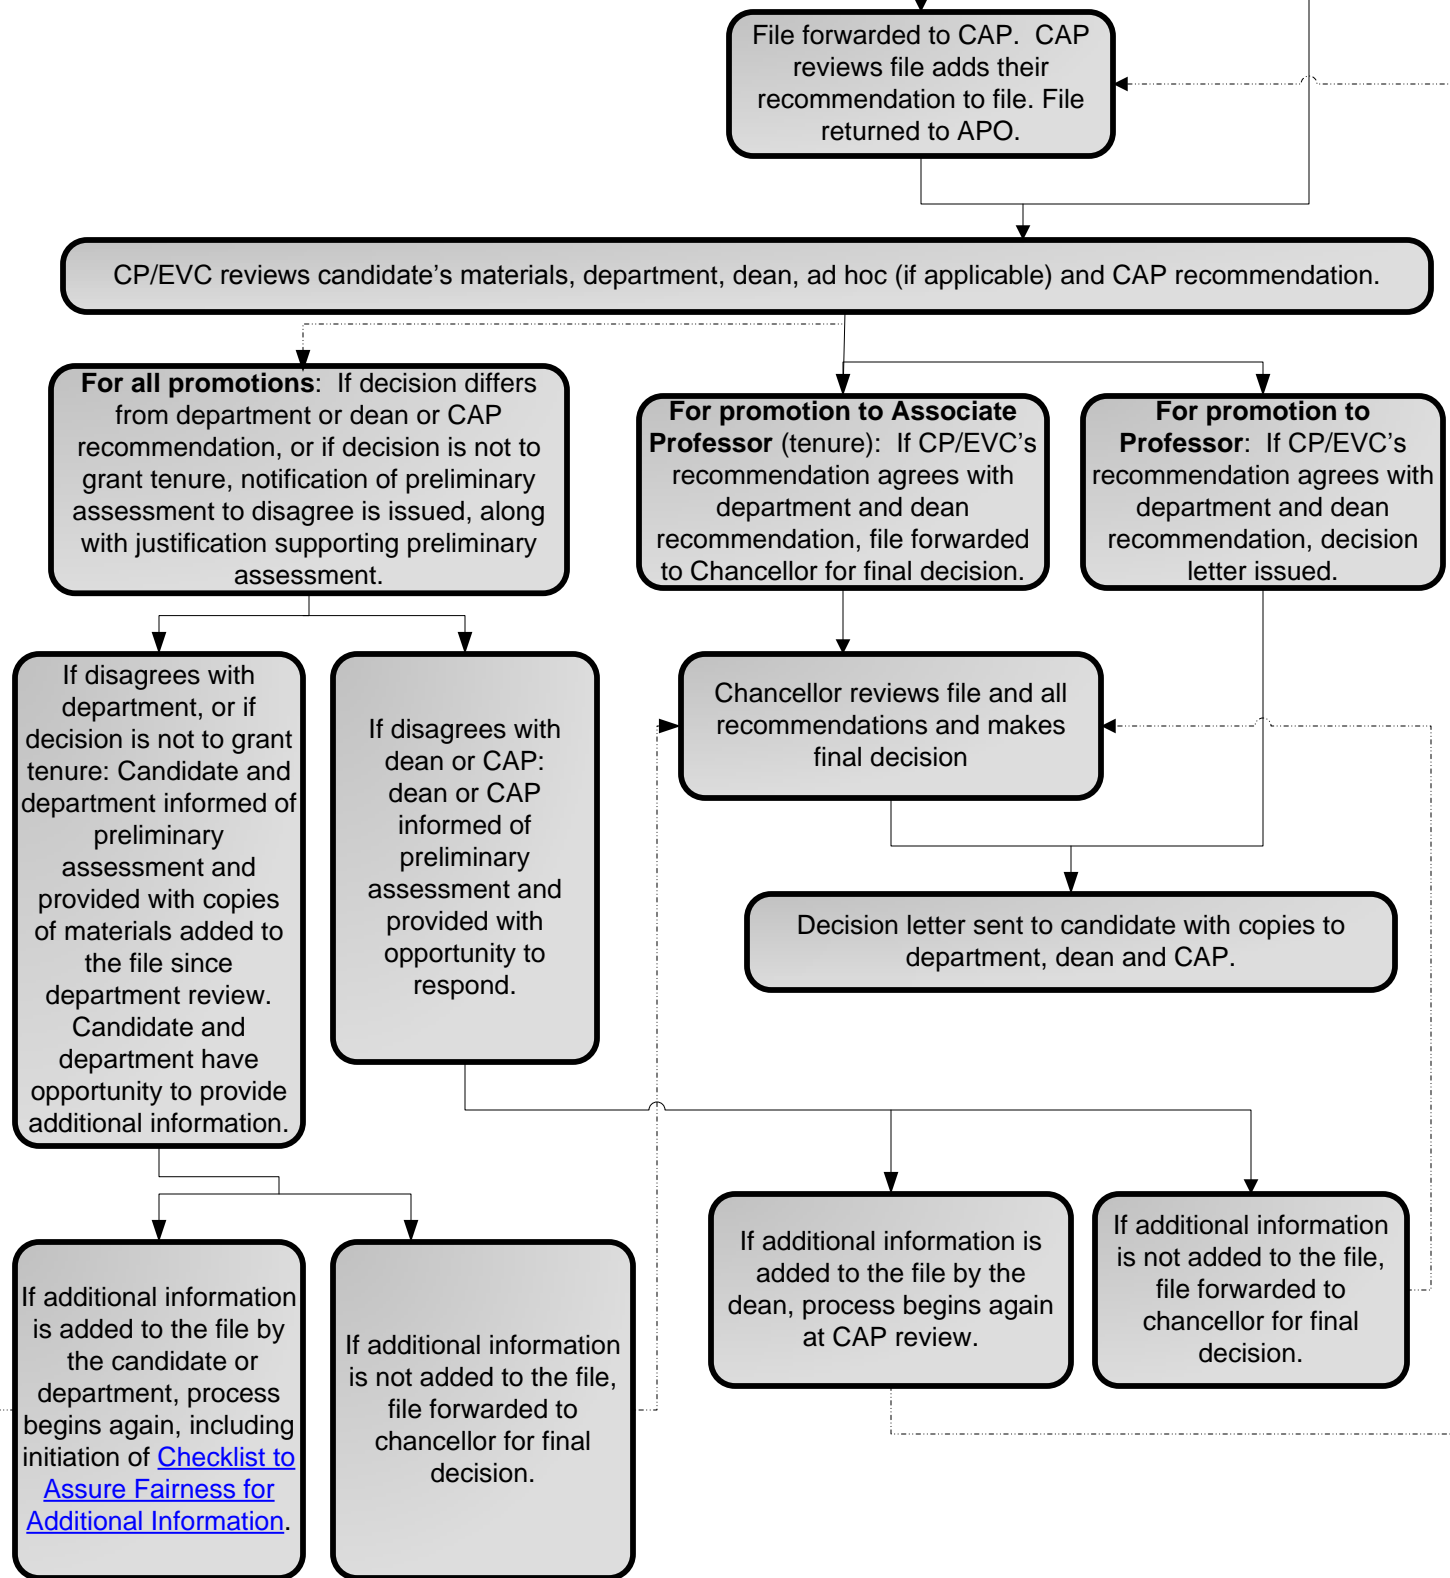 File forwarded to CAP.  CAP
reviews file adds their
recommendation to file. File
returned to APO.
CP/EVC reviews candidate’s materials, department, dean, ad hoc (if applicable) and CAP recommendation.
For all promotions:  If decision differs
from department or dean or CAP
recommendation, or if decision is not to
grant tenure, notification of preliminary
assessment to disagree is issued, along
with justification supporting preliminary
assessment.
For promotion to Associate
Professor (tenure):  If CP/EVC’s
recommendation agrees with
department and dean
recommendation, file forwarded
to Chancellor for final decision.
For promotion to
Professor:  If CP/EVC’s
recommendation agrees with
department and dean
recommendation, decision
letter issued.
If disagrees with
department, or if
decision is not to grant
tenure: Candidate and
department informed of
preliminary
assessment and
provided with copies
of materials added to
the file since
department review.
Candidate and
department have
opportunity to provide
additional information.
If disagrees with
dean or CAP:
dean or CAP
informed of
preliminary
assessment and
provided with
opportunity to
respond.
Chancellor reviews file and all
recommendations and makes
final decision
Decision letter sent to candidate with copies to
department, dean and CAP.
If additional information
is added to the file by
the candidate or
department, process
begins again, including
initiation of Checklist to
Assure Fairness for
Additional Information.
If additional information
is not added to the file,
file forwarded to
chancellor for final
decision.
If additional information is
added to the file by the
dean, process begins again
at CAP review.
If additional information
is not added to the file,
file forwarded to
chancellor for final
decision.